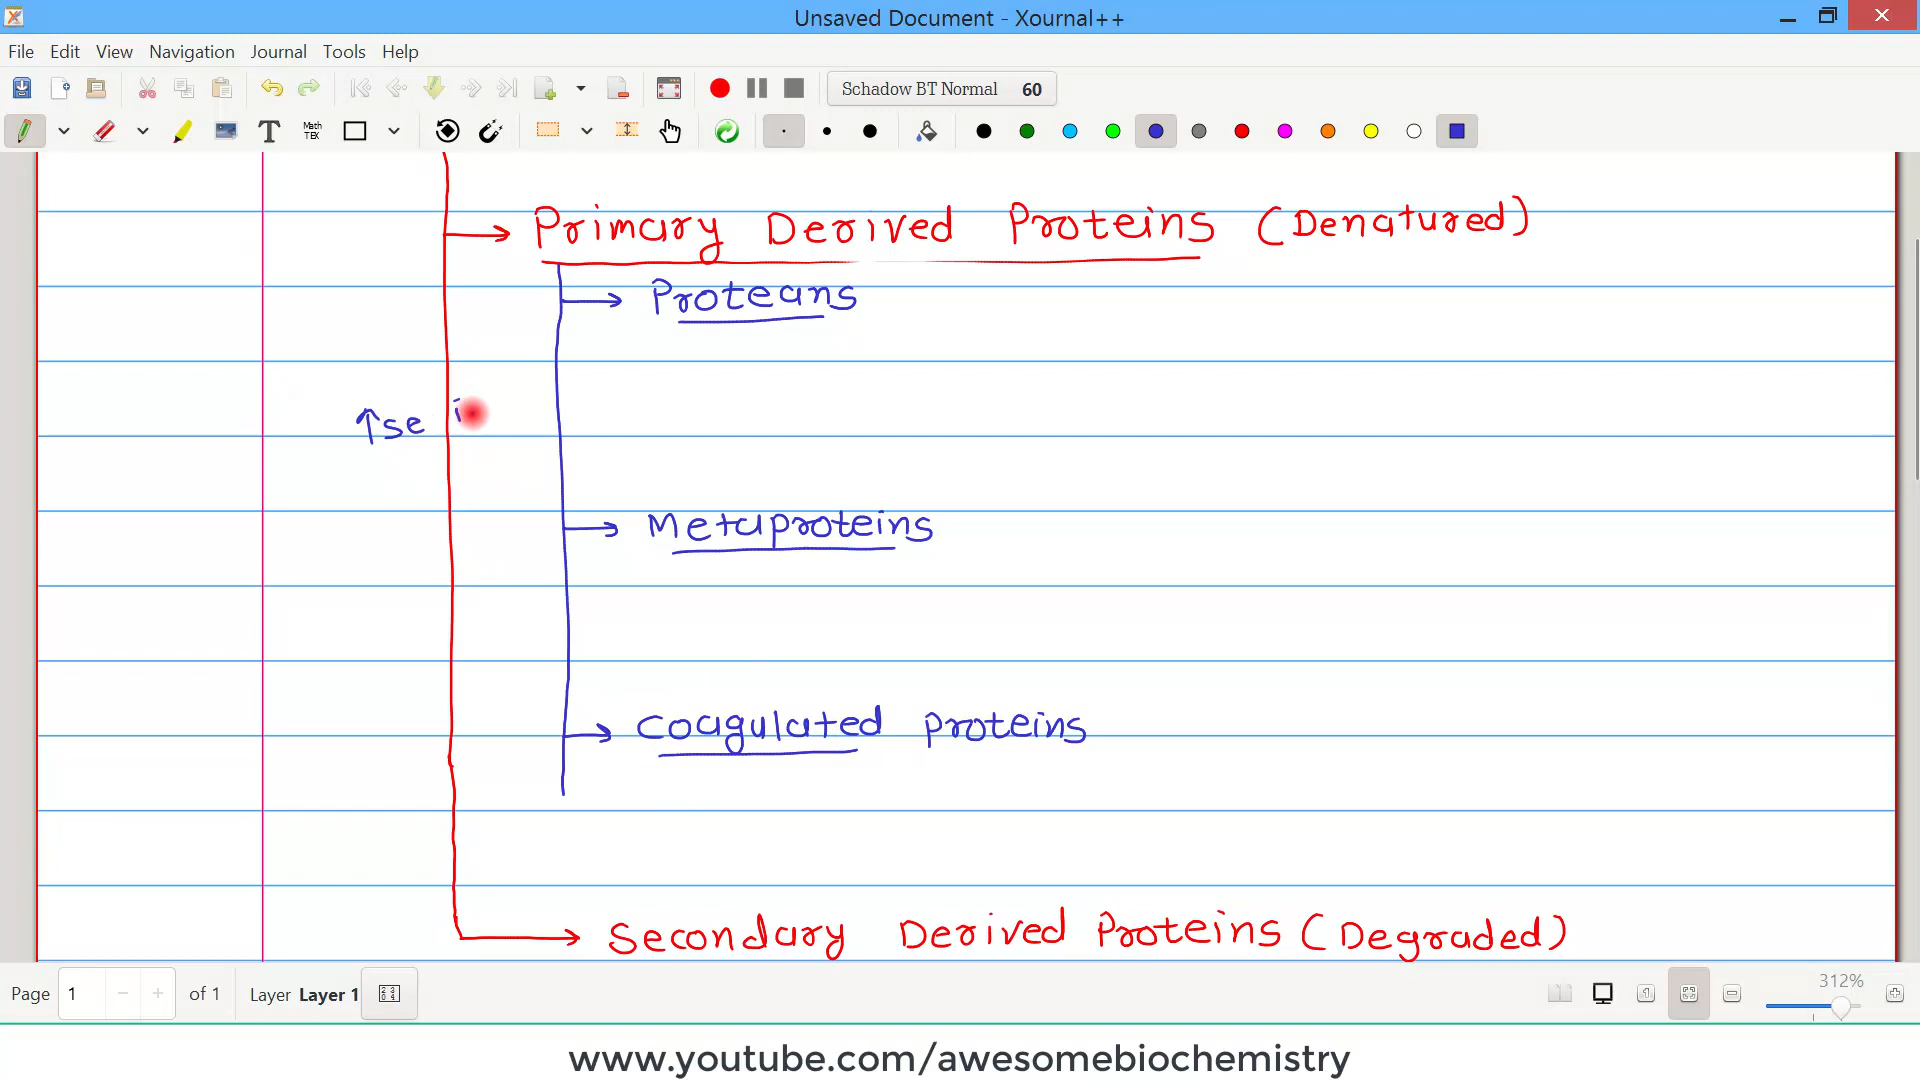 Unsaved Document - Xournal++
File Edit View Navigation Journal Tools Help
Schadow BT Normal 60
Math TEX
Primary Derived Proteins (Denatured)
Proteans
↑se i
Metaproteins
Coagulated proteins
Secondary Derived Proteins (Degraded)
Page 1 of 1 Layer Layer 1 312%
www.youtube.com/awesomebiochemistry